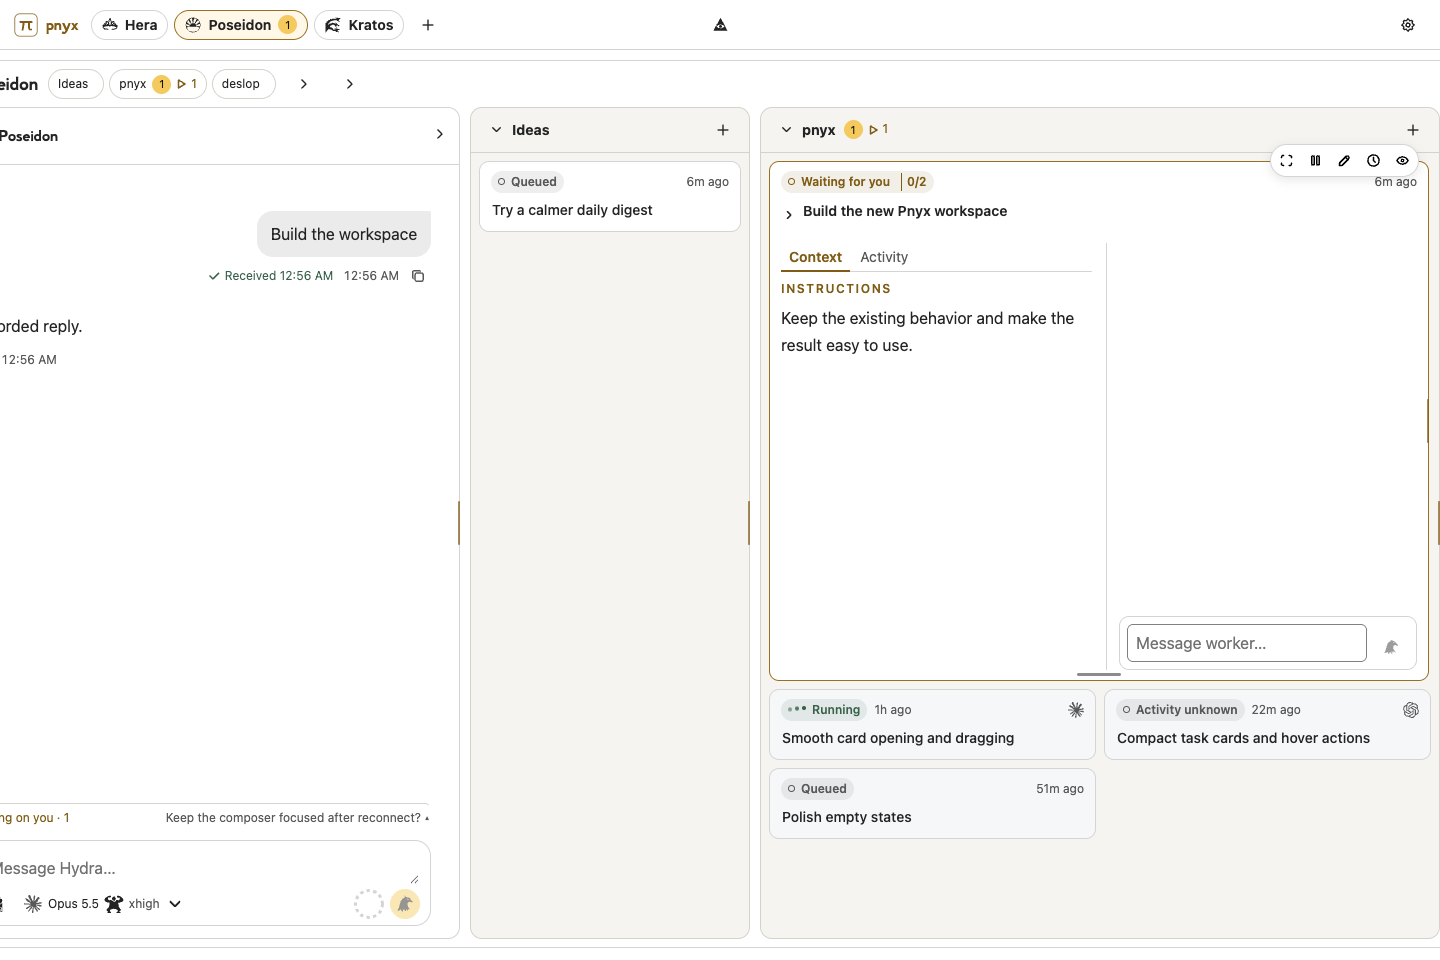 π pnyx Hera Poseidon 1 Kratos
eidon Ideas pnyx 1 1 deslop
Poseidon
Build the workspace
Received 12:56 AM 12:56 AM
orded reply.
12:56 AM
ng on you · 1 Keep the composer focused after reconnect?
Message Hydra...
Opus 5.5 xhigh
Ideas
Queued 6m ago
Try a calmer daily digest
pnyx 1 1
Waiting for you 0/2 6m ago
Build the new Pnyx workspace
Context Activity
INSTRUCTIONS
Keep the existing behavior and make the
result easy to use.
Message worker...
Running 1h ago
Smooth card opening and dragging
Activity unknown 22m ago
Compact task cards and hover actions
Queued 51m ago
Polish empty states